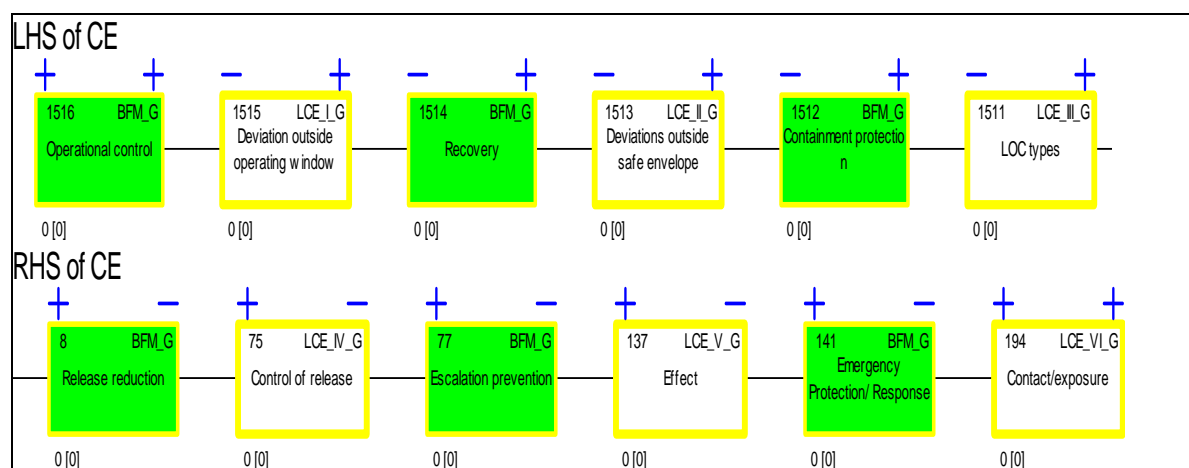 LHS of CE
+ + − + − + − + − + − +
1516 BFM_G
Operational control
0 [0]
1515 LCE_I_G
Deviation outside
operating window
0 [0]
1514 BFM_G
Recovery
0 [0]
1513 LCE_II_G
Deviations outside
safe envelope
0 [0]
1512 BFM_G
Containment protectio
n
0 [0]
1511 LCE_III_G
LOC types
0 [0]
RHS of CE
+ − + − + − + − + − + +
8 BFM_G
Release reduction
0 [0]
75 LCE_IV_G
Control of release
0 [0]
77 BFM_G
Escalation prevention
0 [0]
137 LCE_V_G
Effect
0 [0]
141 BFM_G
Emergency
Protection/ Response
0 [0]
194 LCE_VI_G
Contact/exposure
0 [0]